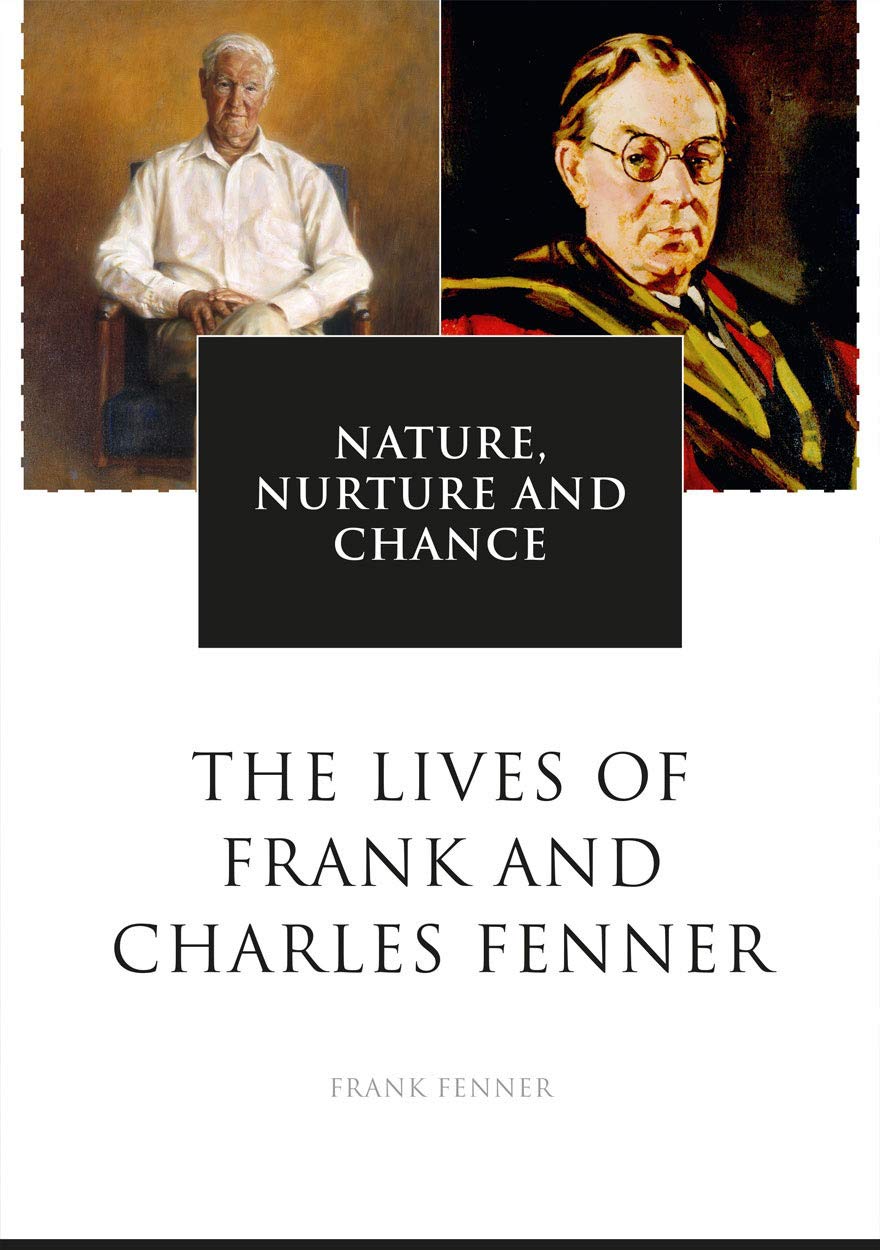 NATURE,
NURTURE AND
CHANCE
THE LIVES OF
FRANK AND
CHARLES FENNER
FRANK FENNER